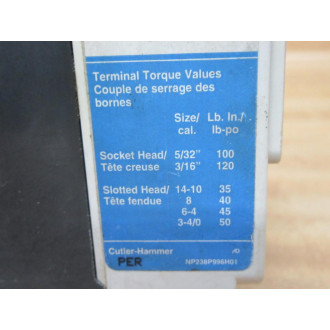 Terminal Torque Values
Couple de serrage des
bornes
Size/ Lb. In./
cal. lb-po
Socket Head/ 5/32" 100
Tête creuse 3/16" 120
Slotted Head/ 14-10 35
Tête fendue 8 40
6-4 45
3-4/0 50
Cutler-Hammer
PER NP238P996H01